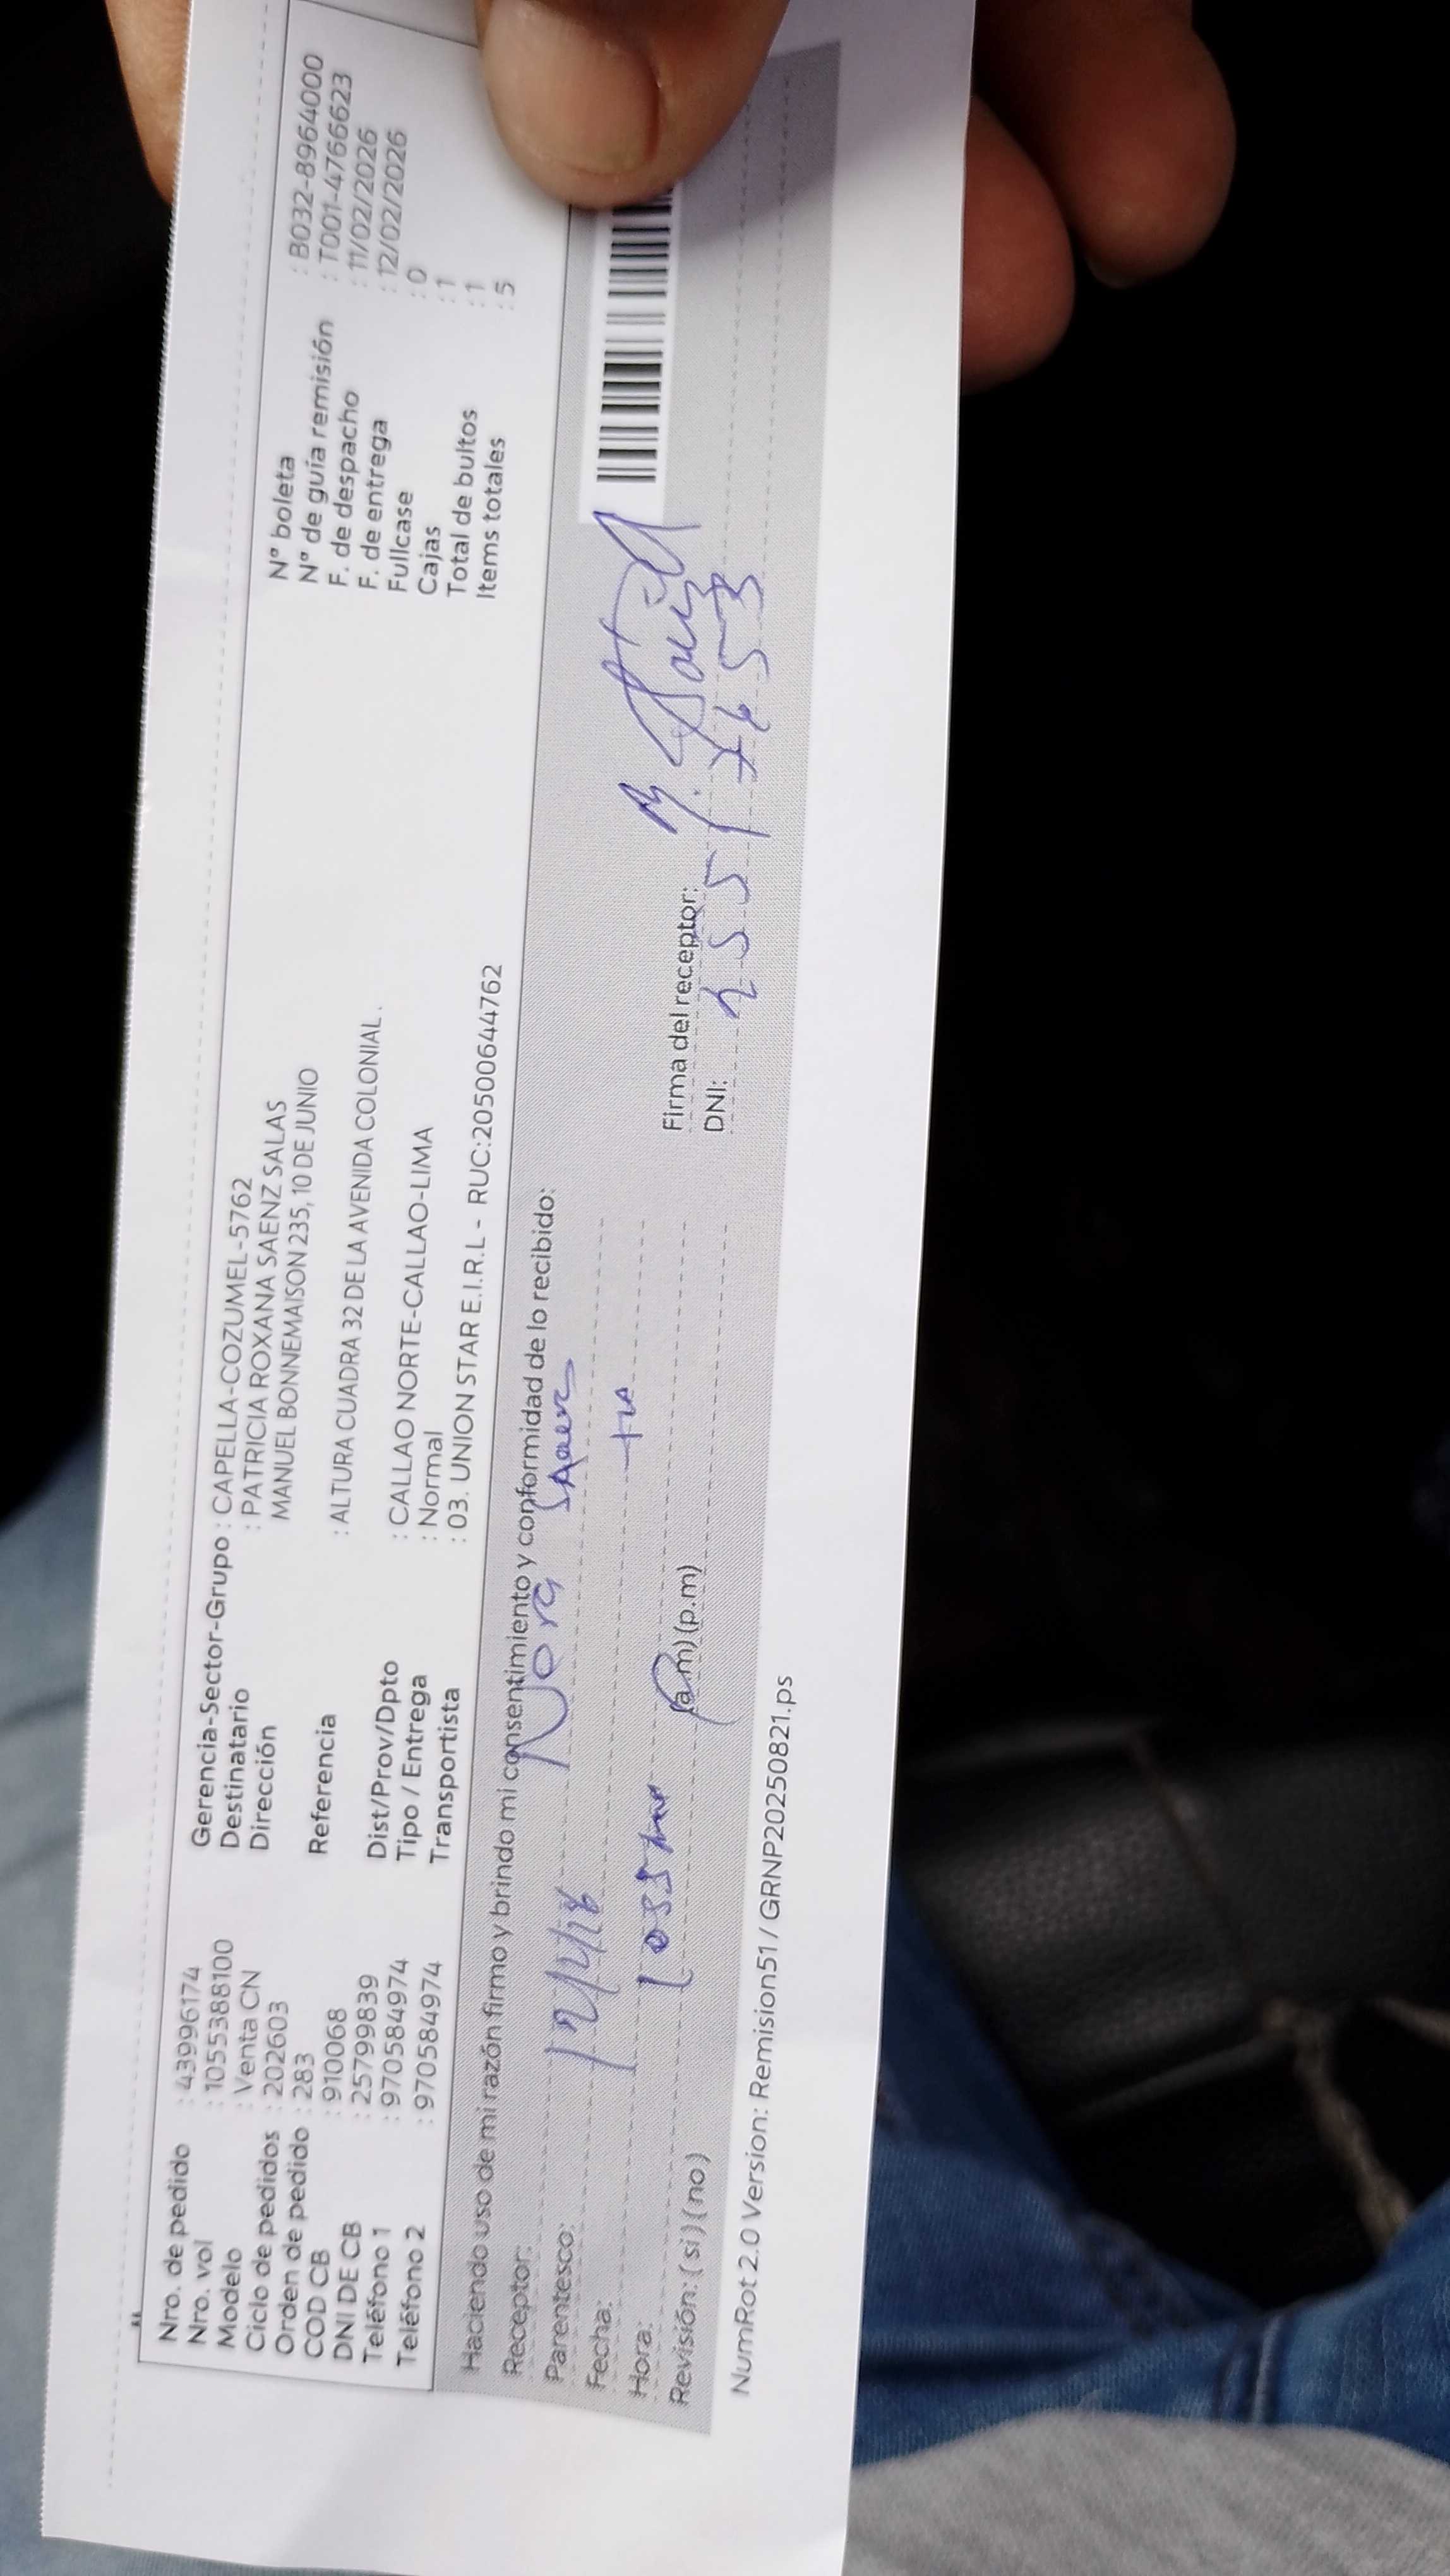 Nro. de pedido : 43996174
Nro. vol : 1055388100
Modelo : Venta CN
Ciclo de pedidos : 202603
Orden de pedido : 283
COD CB : 910068
DNI DE CB : 25799839
Teléfono 1 : 970584974
Teléfono 2 : 970584974
Gerencia-Sector-Grupo : CAPELLA-COZUMEL-5762
Destinatario : PATRICIA ROXANA SAENZ SALAS
Dirección MANUEL BONNEMAISON 235, 10 DE JUNIO
Referencia : ALTURA CUADRA 32 DE LA AVENIDA COLONIAL .
Dist/Prov/Dpto : CALLAO NORTE-CALLAO-LIMA
Tipo / Entrega : Normal
Transportista : 03. UNION STAR E.I.R.L - RUC:20500644762
N° boleta : B032-8964000
N° de guía remisión : T001-4766623
F. de despacho : 11/02/2026
F. de entrega : 12/02/2026
Fullcase : 0
Cajas : 1
Total de bultos : 1
Items totales : 5
Haciendo uso de mi razón firmo y brindo mi consentimiento y conformidad de lo recibido:
Receptor: Nora
Parentesco:
Fecha:
Hora:
(a.m) (p.m)
Revisión: (si) (no)
Firma del receptor:
DNI:
NumRot 2.0 Version: Remision51 / GRNP20250821.ps